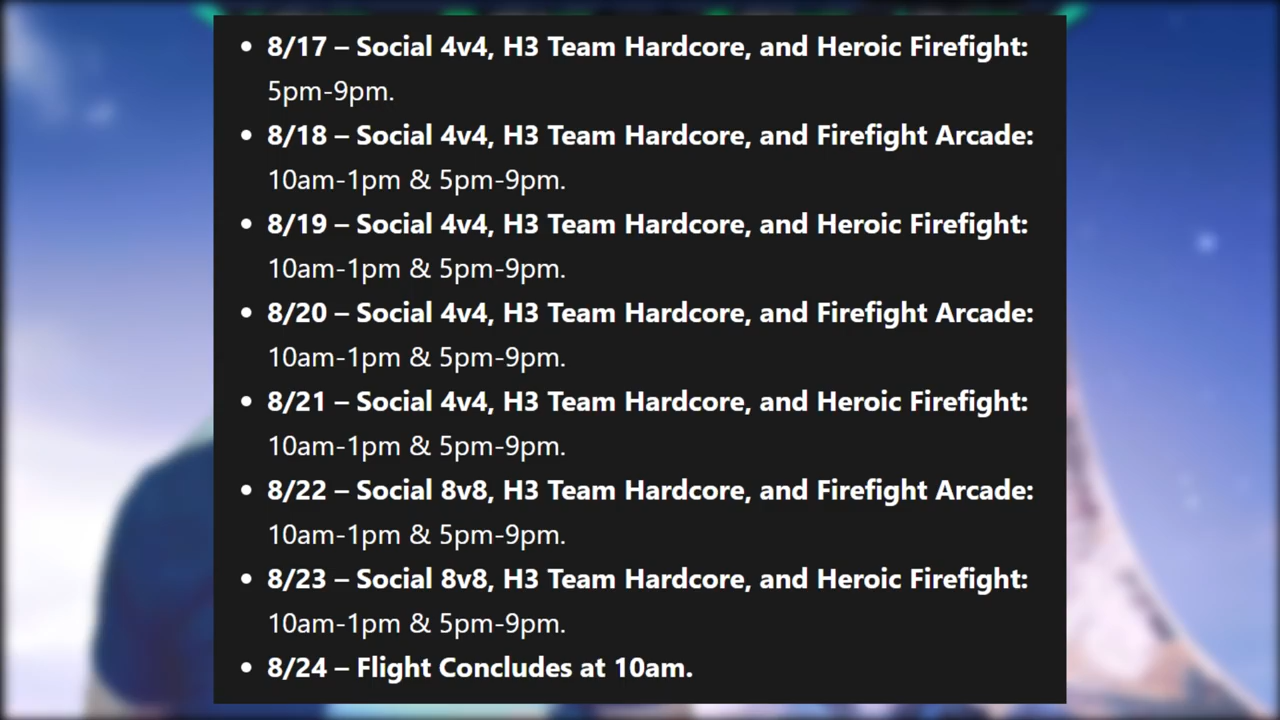 • 8/17 – Social 4v4, H3 Team Hardcore, and Heroic Firefight:
5pm-9pm.
• 8/18 – Social 4v4, H3 Team Hardcore, and Firefight Arcade:
10am-1pm & 5pm-9pm.
• 8/19 – Social 4v4, H3 Team Hardcore, and Heroic Firefight:
10am-1pm & 5pm-9pm.
• 8/20 – Social 4v4, H3 Team Hardcore, and Firefight Arcade:
10am-1pm & 5pm-9pm.
• 8/21 – Social 4v4, H3 Team Hardcore, and Heroic Firefight:
10am-1pm & 5pm-9pm.
• 8/22 – Social 8v8, H3 Team Hardcore, and Firefight Arcade:
10am-1pm & 5pm-9pm.
• 8/23 – Social 8v8, H3 Team Hardcore, and Heroic Firefight:
10am-1pm & 5pm-9pm.
• 8/24 – Flight Concludes at 10am.